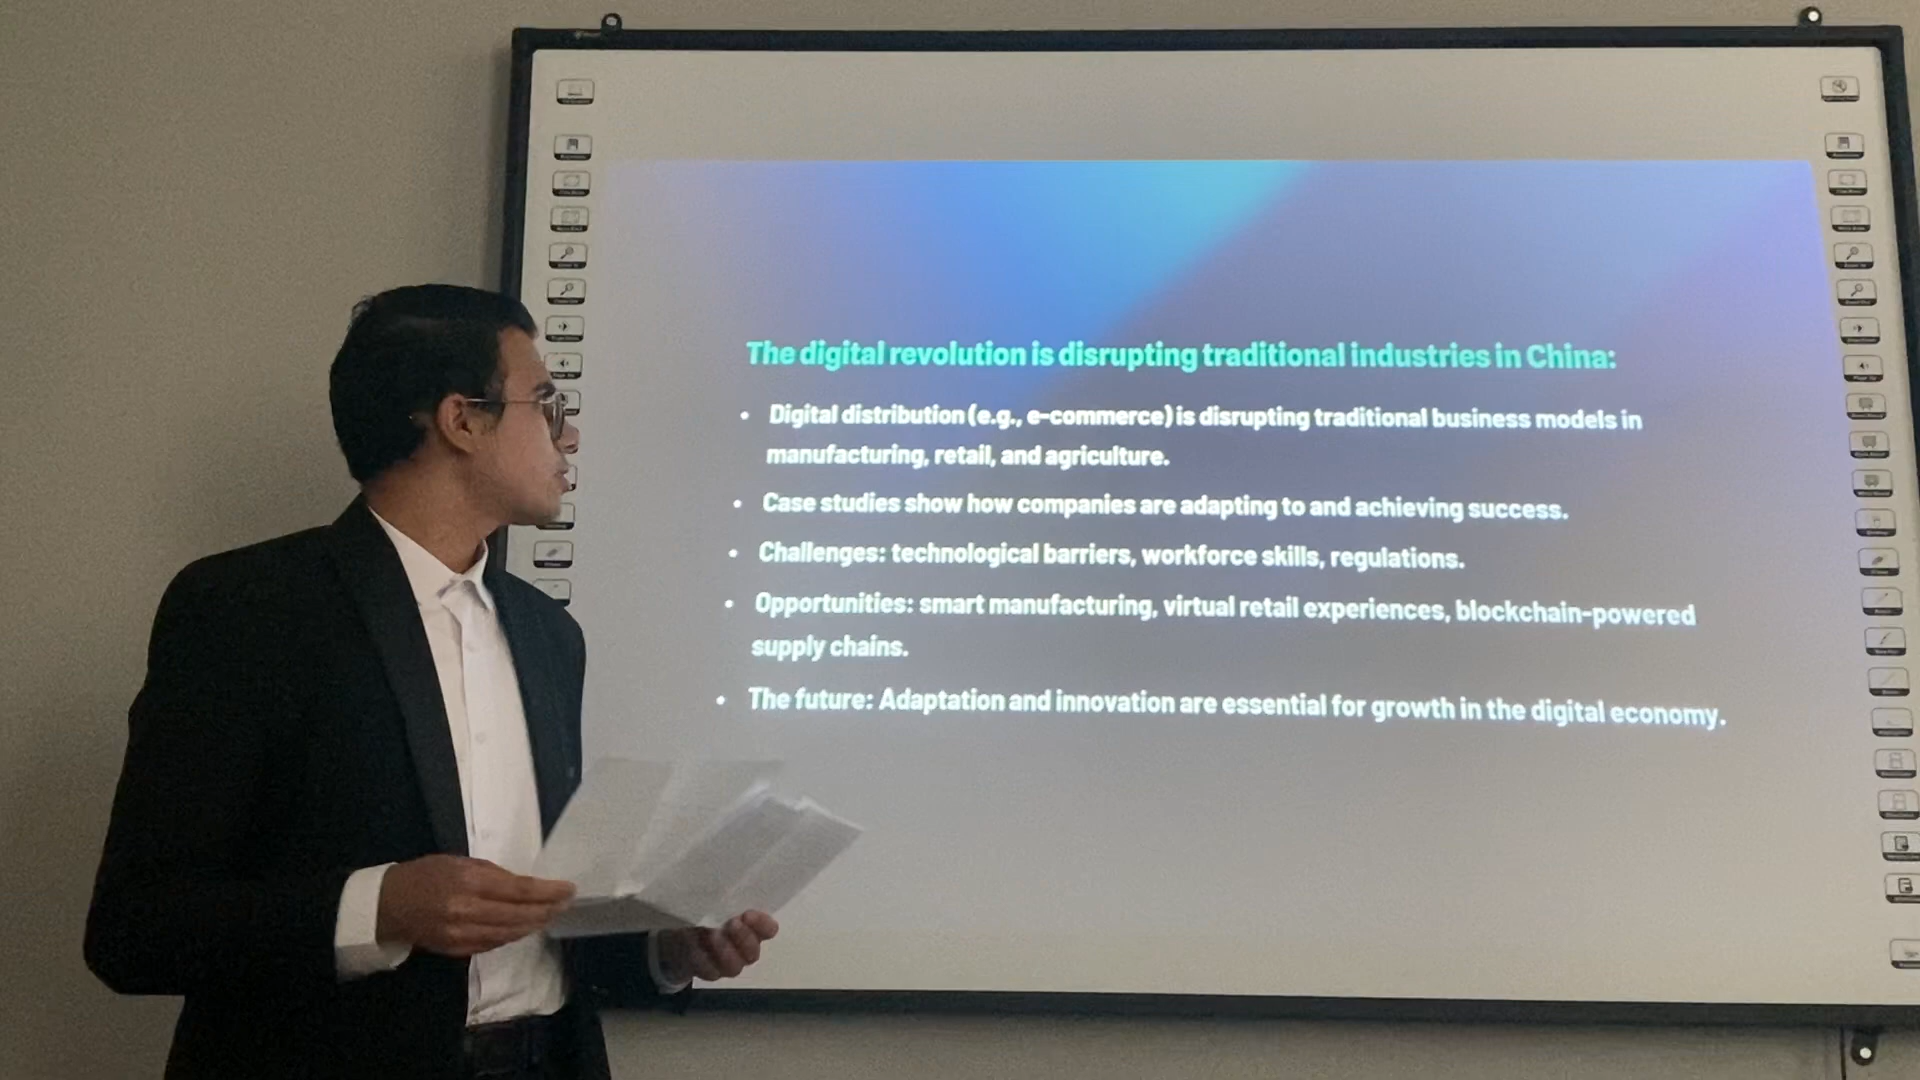 The digital revolution is disrupting traditional industries in China:
• Digital distribution (e.g., e-commerce) is disrupting traditional business models in
manufacturing, retail, and agriculture.
• Case studies show how companies are adapting to and achieving success.
• Challenges: technological barriers, workforce skills, regulations.
• Opportunities: smart manufacturing, virtual retail experiences, blockchain-powered
supply chains.
• The future: Adaptation and innovation are essential for growth in the digital economy.